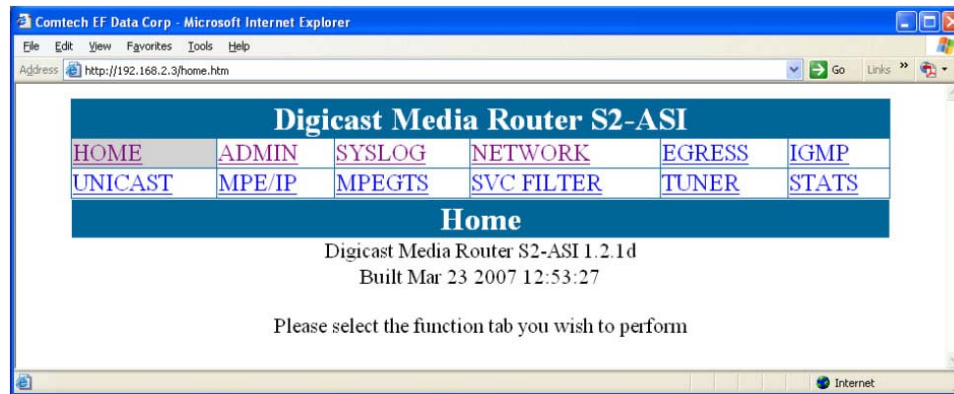 Comtech EF Data Corp - Microsoft Internet Explorer
File Edit View Favorites Tools Help
Address http://192.168.2.3/home.htm Go Links »
Digicast Media Router S2-ASI
HOME ADMIN SYSLOG NETWORK EGRESS IGMP
UNICAST MPE/IP MPEGTS SVC FILTER TUNER STATS
Home
Digicast Media Router S2-ASI 1.2.1d
Built Mar 23 2007 12:53:27
Please select the function tab you wish to perform
Internet